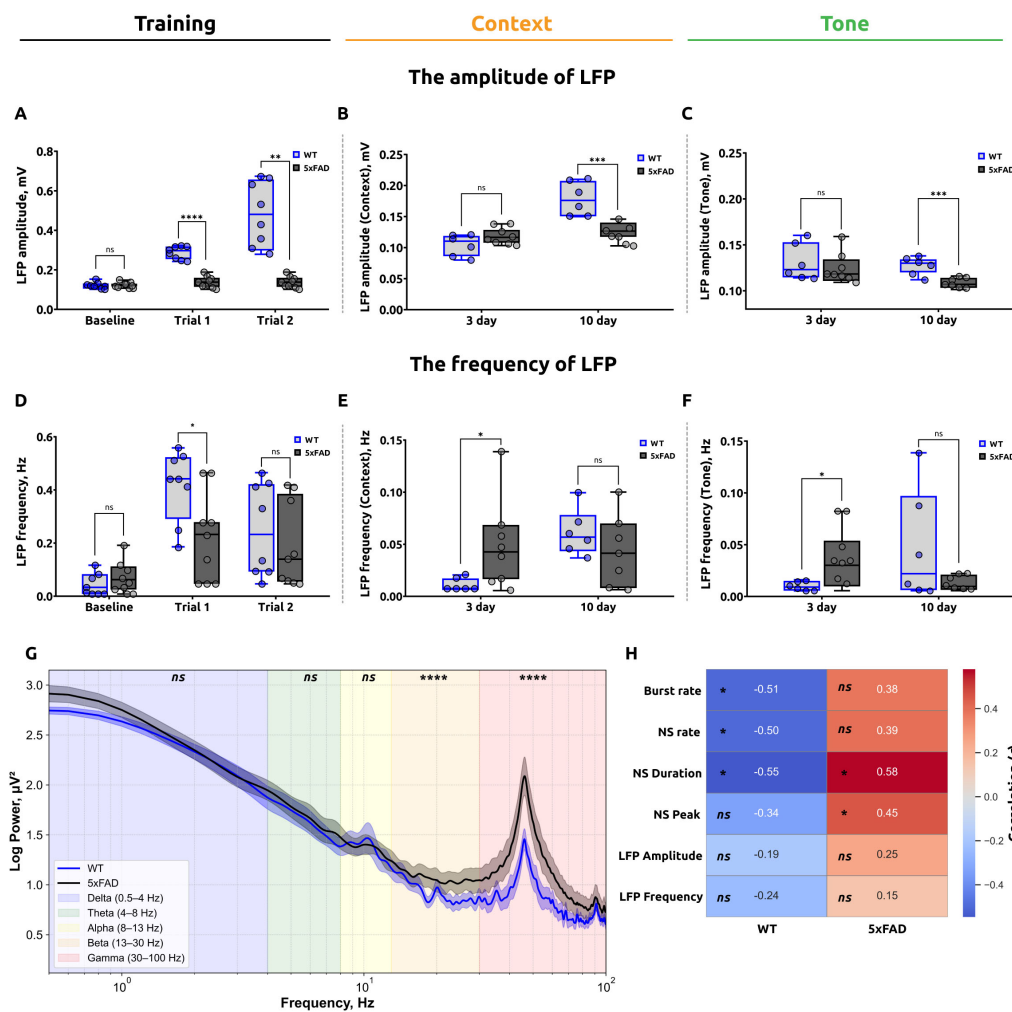 Training Context Tone
The amplitude of LFP
A B C
LFP amplitude, mV
0.8
0.6
0.4
0.2
0.0
ns
****
**
WT
5xFAD
Baseline Trial 1 Trial 2
LFP amplitude (Context), mV
0.25
0.20
0.15
0.10
0.05
0.00
ns
***
WT
5xFAD
3 day 10 day
LFP amplitude (Tone), mV
0.25
0.20
0.15
0.10
ns
***
WT
5xFAD
3 day 10 day
The frequency of LFP
D E F
LFP frequency, Hz
0.6
0.4
0.2
0.0
ns
*
ns
WT
5xFAD
Baseline Trial 1 Trial 2
LFP frequency (Context), Hz
0.15
0.10
0.05
0.00
*
ns
WT
5xFAD
3 day 10 day
LFP frequency (Tone), Hz
0.15
0.10
0.05
0.00
*
ns
WT
5xFAD
3 day 10 day
G H
Log Power, μV²
3.0
2.5
2.0
1.5
1.0
0.5
ns ns ns **** ****
WT
5xFAD
Delta (0.5–4 Hz)
Theta (4–8 Hz)
Alpha (8–13 Hz)
Beta (13–30 Hz)
Gamma (30–100 Hz)
10⁰ 10¹ 10²
Frequency, Hz
Burst rate * -0.51 ns 0.38
NS rate * -0.50 ns 0.39
NS Duration * -0.55 * 0.58
NS Peak ns -0.34 * 0.45
LFP Amplitude ns -0.19 ns 0.25
LFP Frequency ns -0.24 ns 0.15
WT 5xFAD
0.4
0.2
0.0
−0.2
−0.4